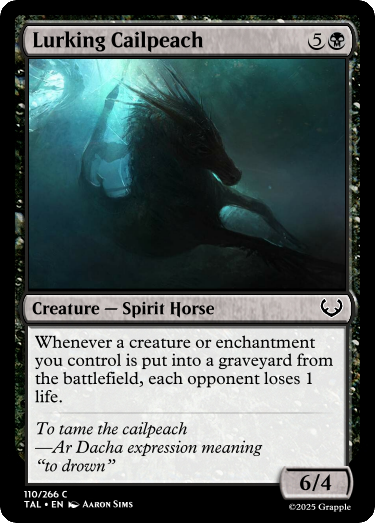 Lurking Cailpeach 5
Creature — Spirit Horse
Whenever a creature or enchantment
you control is put into a graveyard from
the battlefield, each opponent loses 1
life.
To tame the cailpeach
—Ar Dacha expression meaning
“to drown”
6/4
110/266 C
TAL • EN Aaron Sims
©2025 Grapple